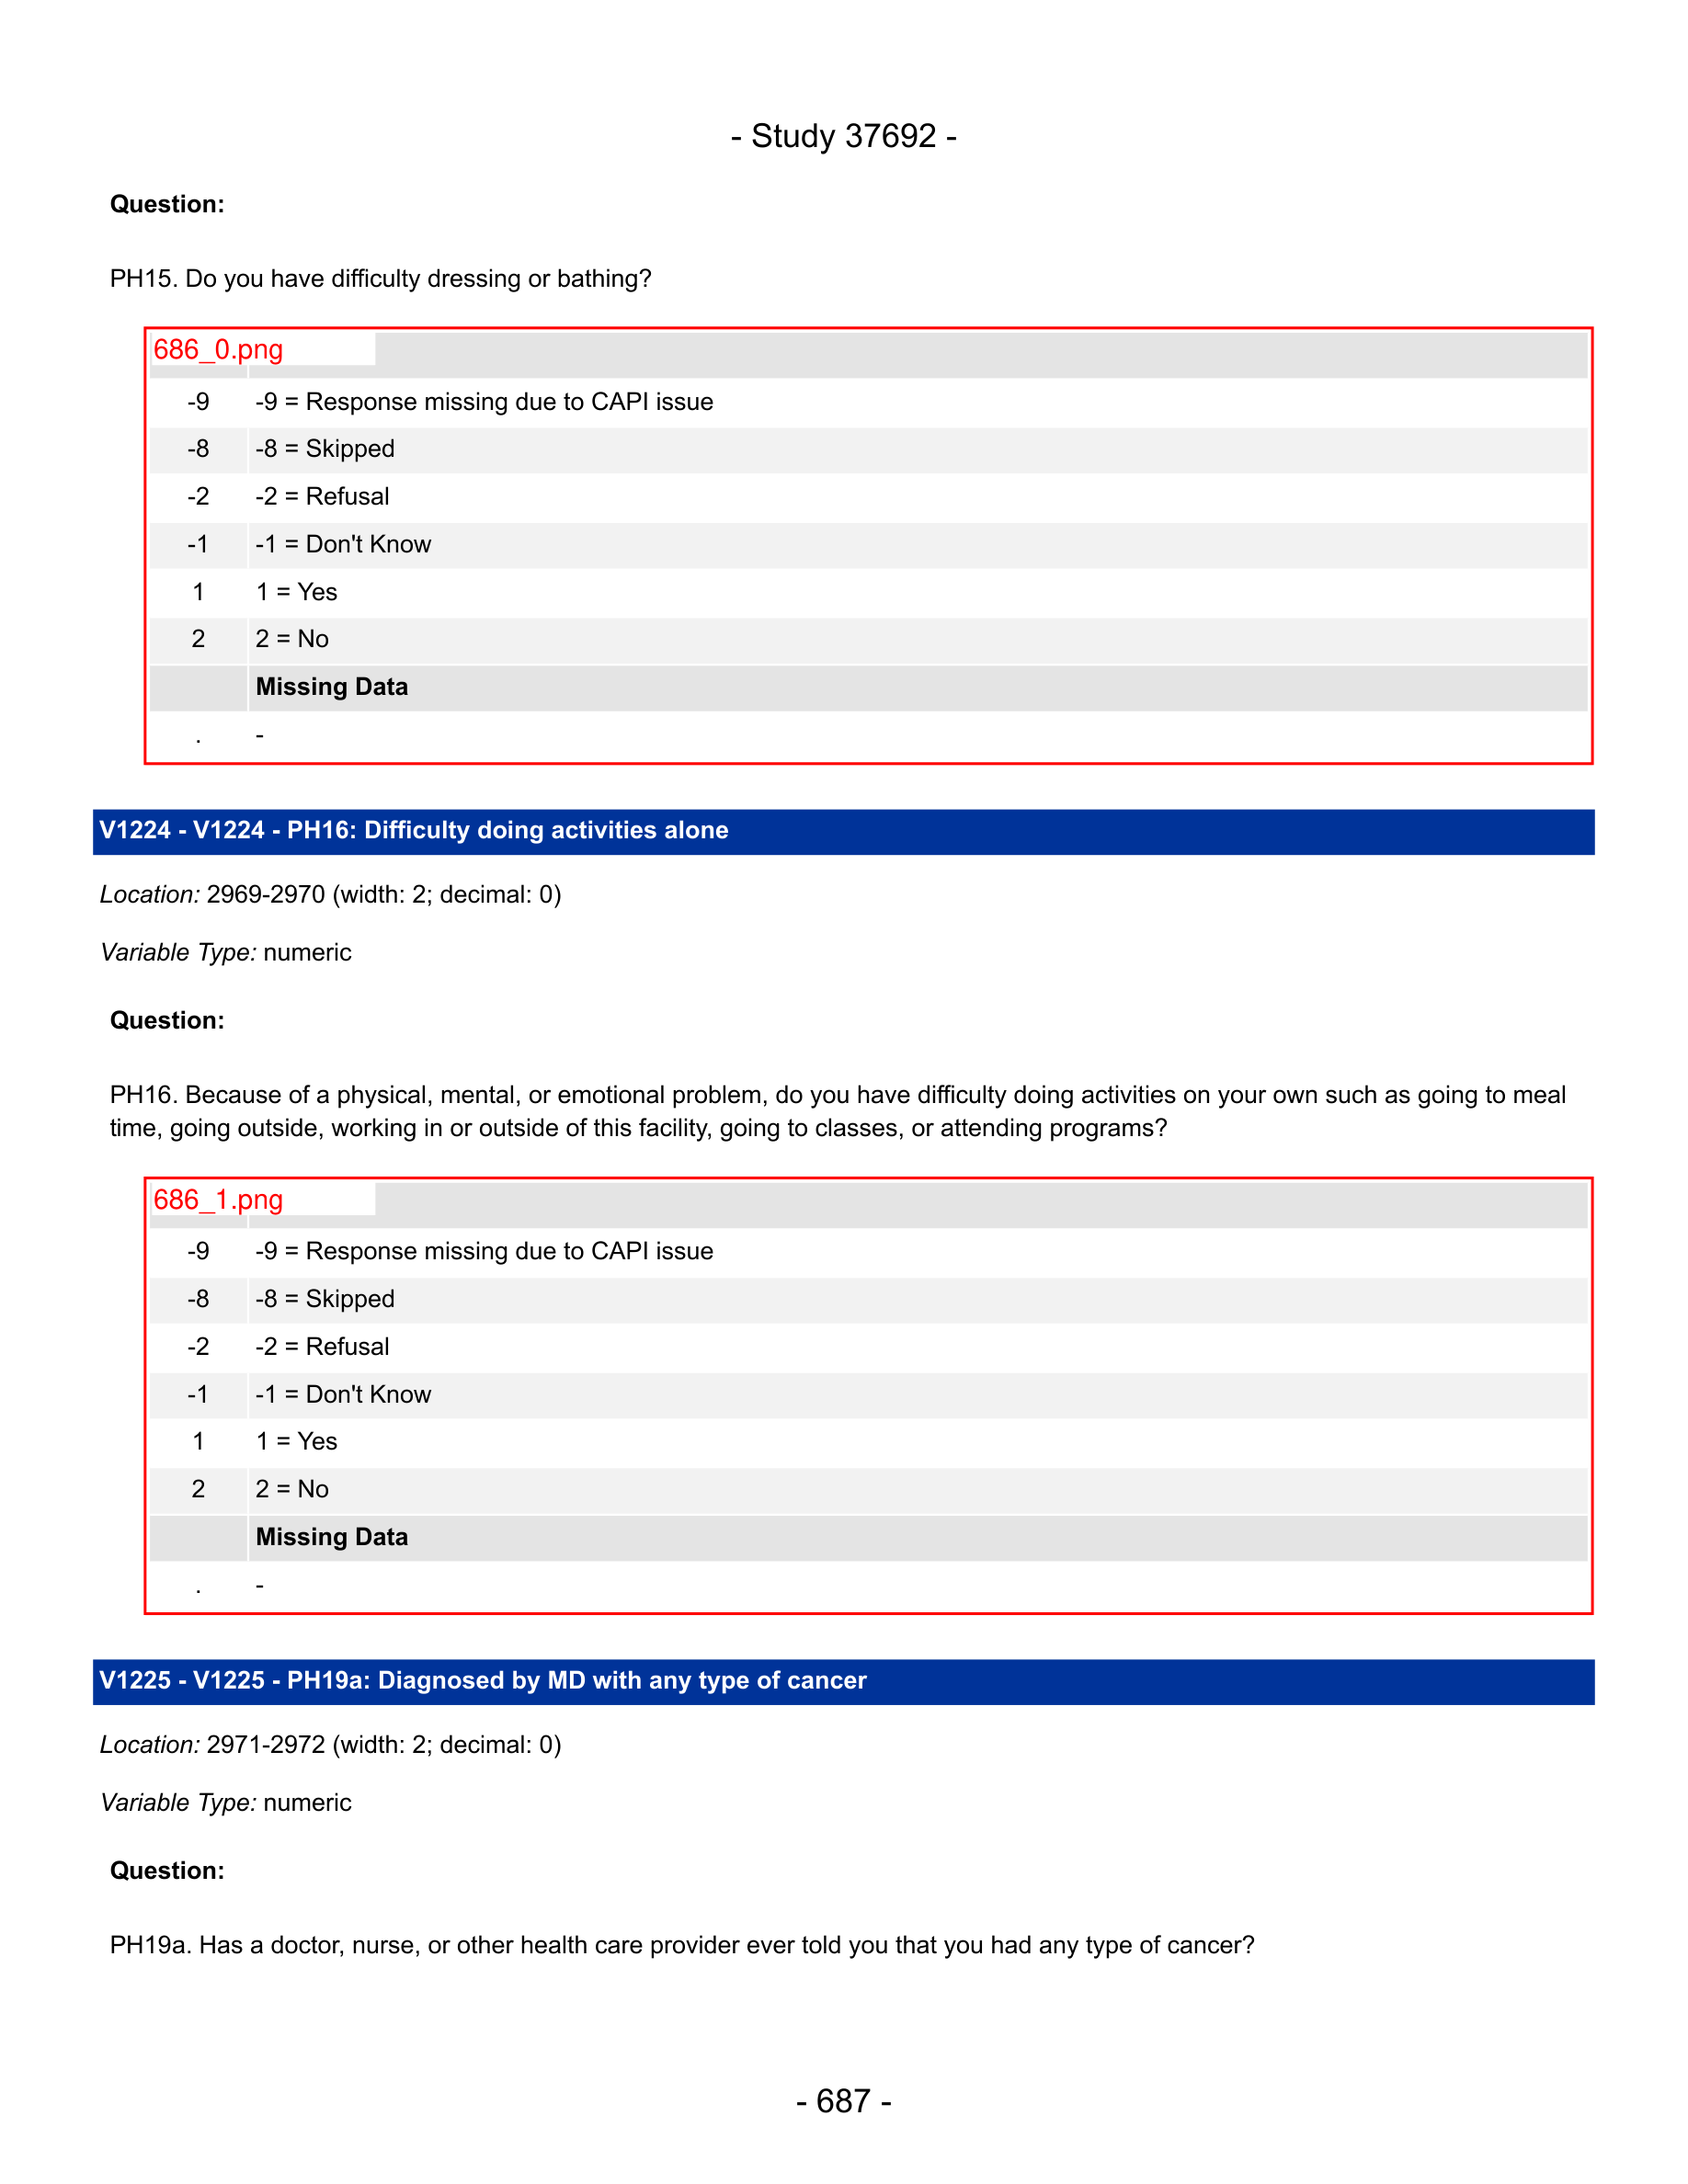 - Study 37692 -
Question:
PH15. Do you have difficulty dressing or bathing?
686_0.png
-9 -9 = Response missing due to CAPI issue
-8 -8 = Skipped
-2 -2 = Refusal
-1 -1 = Don't Know
1 1 = Yes
2 2 = No
Missing Data
. -
V1224 - V1224 - PH16: Difficulty doing activities alone
Location: 2969-2970 (width: 2; decimal: 0)
Variable Type: numeric
Question:
PH16. Because of a physical, mental, or emotional problem, do you have difficulty doing activities on your own such as going to meal
time, going outside, working in or outside of this facility, going to classes, or attending programs?
686_1.png
-9 -9 = Response missing due to CAPI issue
-8 -8 = Skipped
-2 -2 = Refusal
-1 -1 = Don't Know
1 1 = Yes
2 2 = No
Missing Data
. -
V1225 - V1225 - PH19a: Diagnosed by MD with any type of cancer
Location: 2971-2972 (width: 2; decimal: 0)
Variable Type: numeric
Question:
PH19a. Has a doctor, nurse, or other health care provider ever told you that you had any type of cancer?
- 687 -